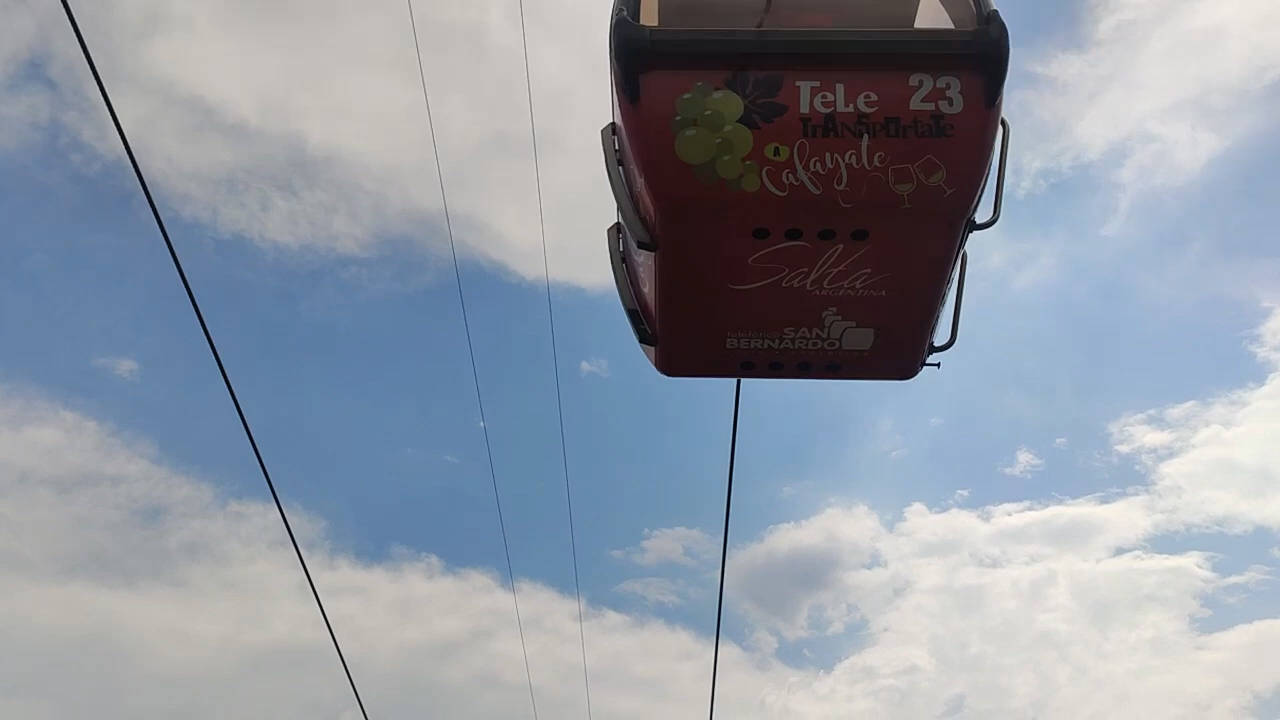 TeLe 23
TrANSPOrtaTe
A
Cafayate
Salta
ARGENTINA
teleférico SAN
BERNARDO